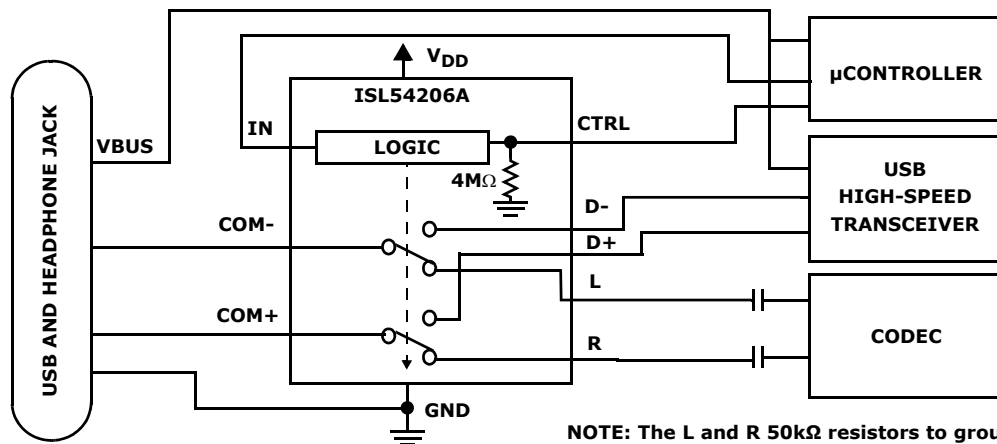 USB AND HEADPHONE JACK
VBUS
COM-
COM+
IN
VDD
ISL54206A
LOGIC
4MΩ
CTRL
D-
D+
L
R
GND
µCONTROLLER
USB
HIGH-SPEED
TRANSCEIVER
CODEC
NOTE: The L and R 50kΩ resistors to grou